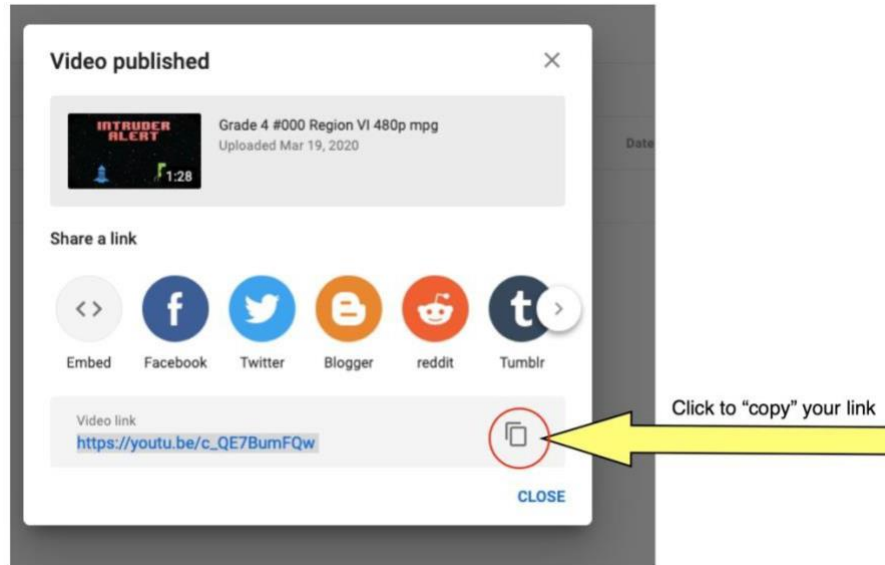 Video published
INTRUDER
ALERT
1:28
Grade 4 #000 Region VI 480p mpg
Uploaded Mar 19, 2020
Date
Share a link
Embed Facebook Twitter Blogger reddit Tumblr
Video link
https://youtu.be/c_QE7BumFQw
Click to “copy” your link
CLOSE